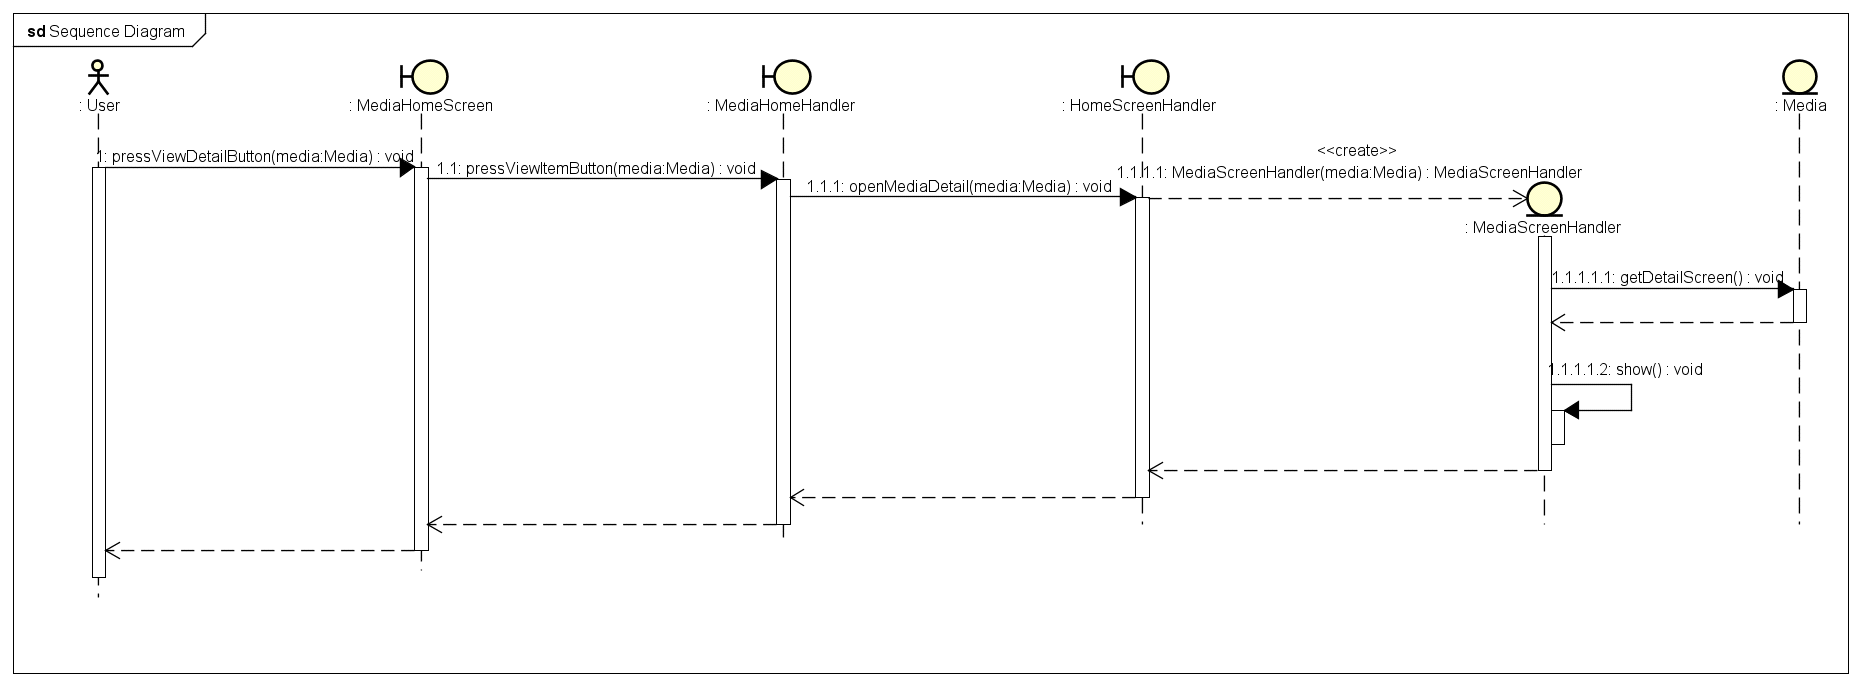 sd Sequence Diagram
: User
: MediaHomeScreen
: MediaHomeHandler
: HomeScreenHandler
: Media
1: pressViewDetailButton(media:Media) : void
1.1: pressViewItemButton(media:Media) : void
1.1.1: openMediaDetail(media:Media) : void
<<create>>
1.1.1.1: MediaScreenHandler(media:Media) : MediaScreenHandler
: MediaScreenHandler
1.1.1.1.1: getDetailScreen() : void
1.1.1.1.2: show() : void